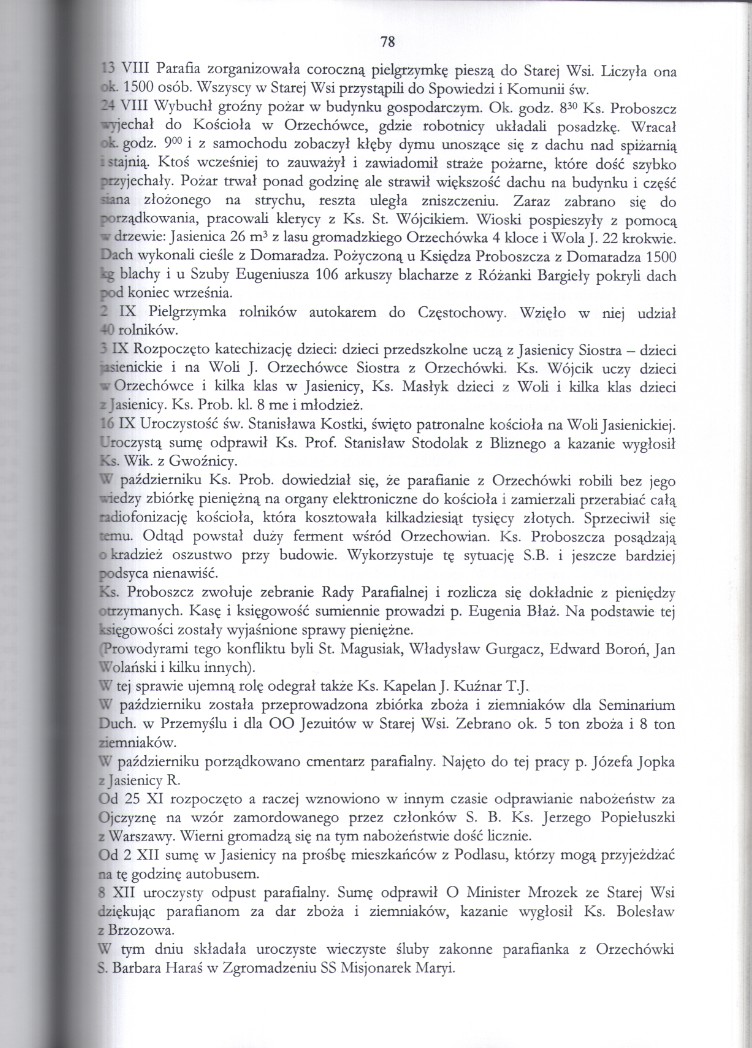 78
13 VIII Parafia zorganizowała coroczną pielgrzymkę pieszą do Starej Wsi. Liczyła ona
ok. 1500 osób. Wszyscy w Starej Wsi przystąpili do Spowiedzi i Komunii św.
24 VIII Wybuchł groźny pożar w budynku gospodarczym. Ok. godz. 8³⁰ Ks. Proboszcz
wyjechał do Kościoła w Orzechówce, gdzie robotnicy układali posadzkę. Wracał
ok. godz. 9⁰⁰ i z samochodu zobaczył kłęby dymu unoszące się z dachu nad spiżarnią
i stajnią. Ktoś wcześniej to zauważył i zawiadomił straże pożarne, które dość szybko
przyjechały. Pożar trwał ponad godzinę ale strawił większość dachu na budynku i część
siana złożonego na strychu, reszta uległa zniszczeniu. Zaraz zabrano się do
porządkowania, pracowali klerycy z Ks. St. Wójcikiem. Wioski pospieszyły z pomocą
w drzewie: Jasienica 26 m³ z lasu gromadzkiego Orzechówka 4 kloce i Wola J. 22 krokwie.
Dach wykonali cieśle z Domaradza. Pożyczoną u Księdza Proboszcza z Domaradza 1500
kg blachy i u Szuby Eugeniusza 106 arkuszy blacharze z Różanki Bargieły pokryli dach
pod koniec września.
2 IX Pielgrzymka rolników autokarem do Częstochowy. Wzięło w niej udział
40 rolników.
3 IX Rozpoczęto katechizację dzieci: dzieci przedszkolne uczą z Jasienicy Siostra – dzieci
jasienickie i na Woli J. Orzechówce Siostra z Orzechówki. Ks. Wójcik uczy dzieci
w Orzechówce i kilka klas w Jasienicy, Ks. Masłyk dzieci z Woli i kilka klas dzieci
z Jasienicy. Ks. Prob. kl. 8 me i młodzież.
16 IX Uroczystość św. Stanisława Kostki, święto patronalne kościoła na Woli Jasienickiej.
Uroczystą sumę odprawił Ks. Prof. Stanisław Stodolak z Bliznego a kazanie wygłosił
Ks. Wik. z Gwoźnicy.
W październiku Ks. Prob. dowiedział się, że parafianie z Orzechówki robili bez jego
wiedzy zbiórkę pieniężną na organy elektroniczne do kościoła i zamierzali przerabiać całą
radiofonizację kościoła, która kosztowała kilkadziesiąt tysięcy złotych. Sprzeciwił się
temu. Odtąd powstał duży ferment wśród Orzechowian. Ks. Proboszcza posądzają
o kradzież oszustwo przy budowie. Wykorzystuje tę sytuację S.B. i jeszcze bardziej
podsyca nienawiść.
Ks. Proboszcz zwołuje zebranie Rady Parafialnej i rozlicza się dokładnie z pieniędzy
otrzymanych. Kasę i księgowość sumiennie prowadzi p. Eugenia Błaż. Na podstawie tej
księgowości zostały wyjaśnione sprawy pieniężne.
(Prowodyrami tego konfliktu byli St. Magusiak, Władysław Gurgacz, Edward Boroń, Jan
Wolański i kilku innych).
W tej sprawie ujemną rolę odegrał także Ks. Kapelan J. Kuźnar T.J.
W październiku została przeprowadzona zbiórka zboża i ziemniaków dla Seminarium
Duch. w Przemyślu i dla OO Jezuitów w Starej Wsi. Zebrano ok. 5 ton zboża i 8 ton
ziemniaków.
W październiku porządkowano cmentarz parafialny. Najęto do tej pracy p. Józefa Jopka
z Jasienicy R.
Od 25 XI rozpoczęto a raczej wznowiono w innym czasie odprawianie nabożeństw za
Ojczyznę na wzór zamordowanego przez członków S. B. Ks. Jerzego Popiełuszki
z Warszawy. Wierni gromadzą się na tym nabożeństwie dość licznie.
Od 2 XII sumę w Jasienicy na prośbę mieszkańców z Podlasu, którzy mogą przyjeżdżać
na tę godzinę autobusem.
8 XII uroczysty odpust parafialny. Sumę odprawił O Minister Mrozek ze Starej Wsi
dziękując parafianom za dar zboża i ziemniaków, kazanie wygłosił Ks. Bolesław
z Brzozowa.
W tym dniu składała uroczyste wieczyste śluby zakonne parafianka z Orzechówki
S. Barbara Haraś w Zgromadzeniu SS Misjonarek Maryi.